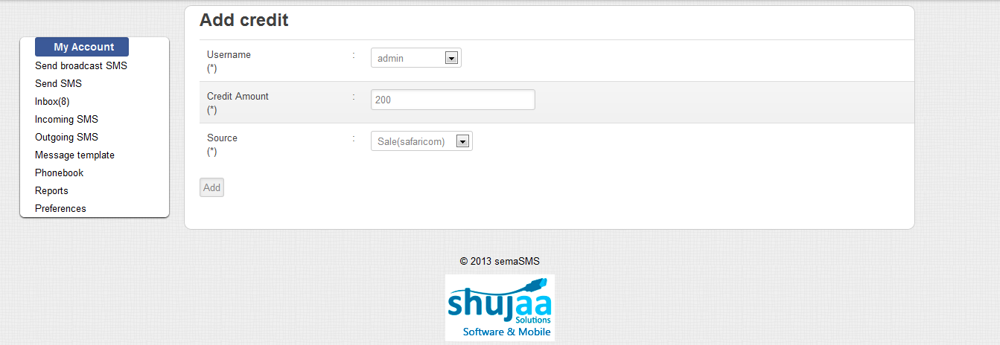 My Account
Send broadcast SMS
Send SMS
Inbox(8)
Incoming SMS
Outgoing SMS
Message template
Phonebook
Reports
Preferences
Add credit
Username : admin
(*)
Credit Amount : 200
(*)
Source : Sale(safaricom)
(*)
Add
© 2013 semaSMS
shujaa
Solutions
Software & Mobile